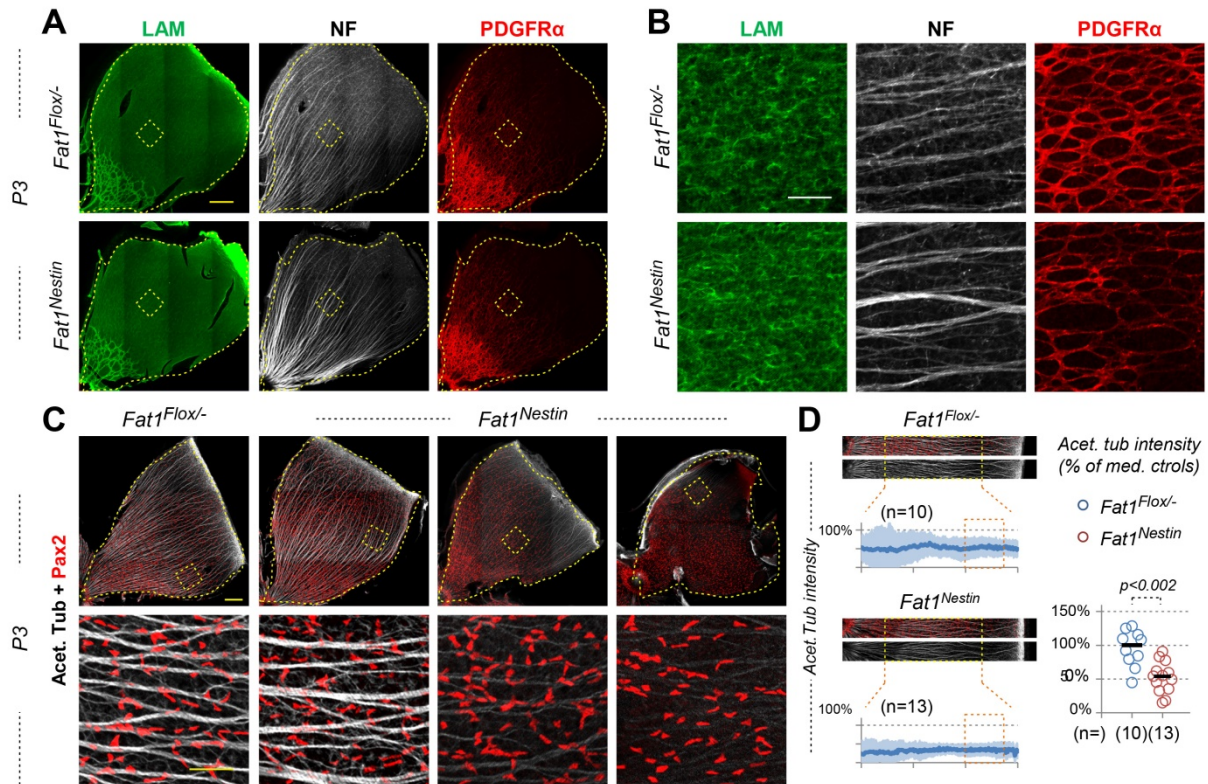 A
LAM
NF
PDGFRα
P3
Fat1Flox/-
Fat1Nestin
B
LAM
NF
PDGFRα
Fat1Flox/-
Fat1Nestin
C
Fat1Flox/-
Fat1Nestin
P3
Acet. Tub + Pax2
D
Fat1Flox/-
Acet. tub intensity
(% of med. ctrols)
Fat1Flox/-
Fat1Nestin
Acet.Tub intensity
(n=10)
100%
Fat1Nestin
(n=13)
100%
p<0.002
150%
100%
50%
0
0%
(n=) (10) (13)